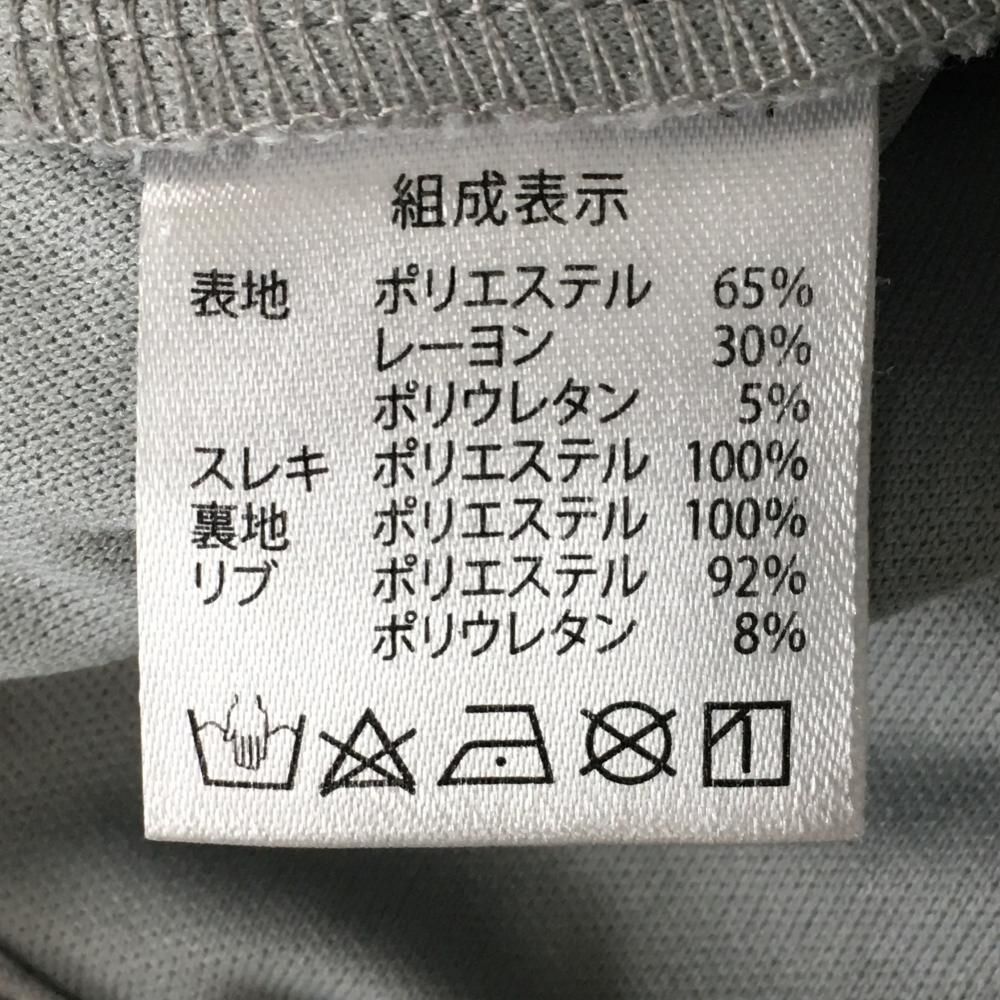 組成表示
表地 ポリエステル 65%
レーヨン 30%
ポリウレタン 5%
スレキ ポリエステル 100%
裏地 ポリエステル 100%
リブ ポリエステル 92%
ポリウレタン 8%